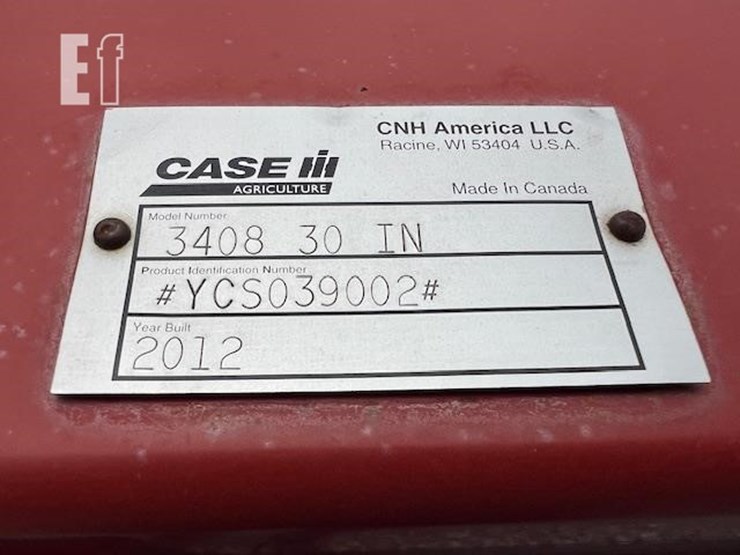 Ef
CNH America LLC
Racine, WI 53404 U.S.A.
CASE IH
AGRICULTURE
Made In Canada
Model Number
3408 30 IN
Product Identification Number
#YCS039002#
Year Built
2012